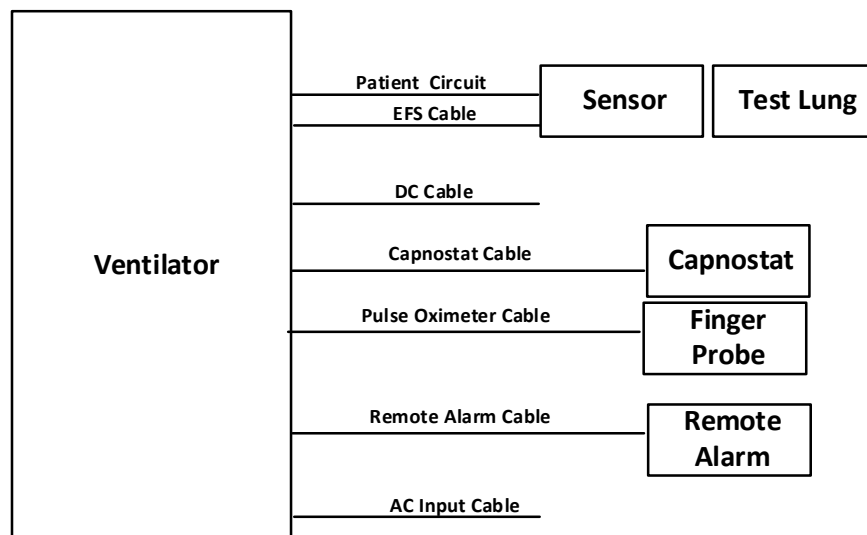 Patient Circuit
Sensor
Test Lung
EFS Cable
DC Cable
Ventilator
Capnostat Cable
Capnostat
Pulse Oximeter Cable
Finger
Probe
Remote Alarm Cable
Remote
Alarm
AC Input Cable